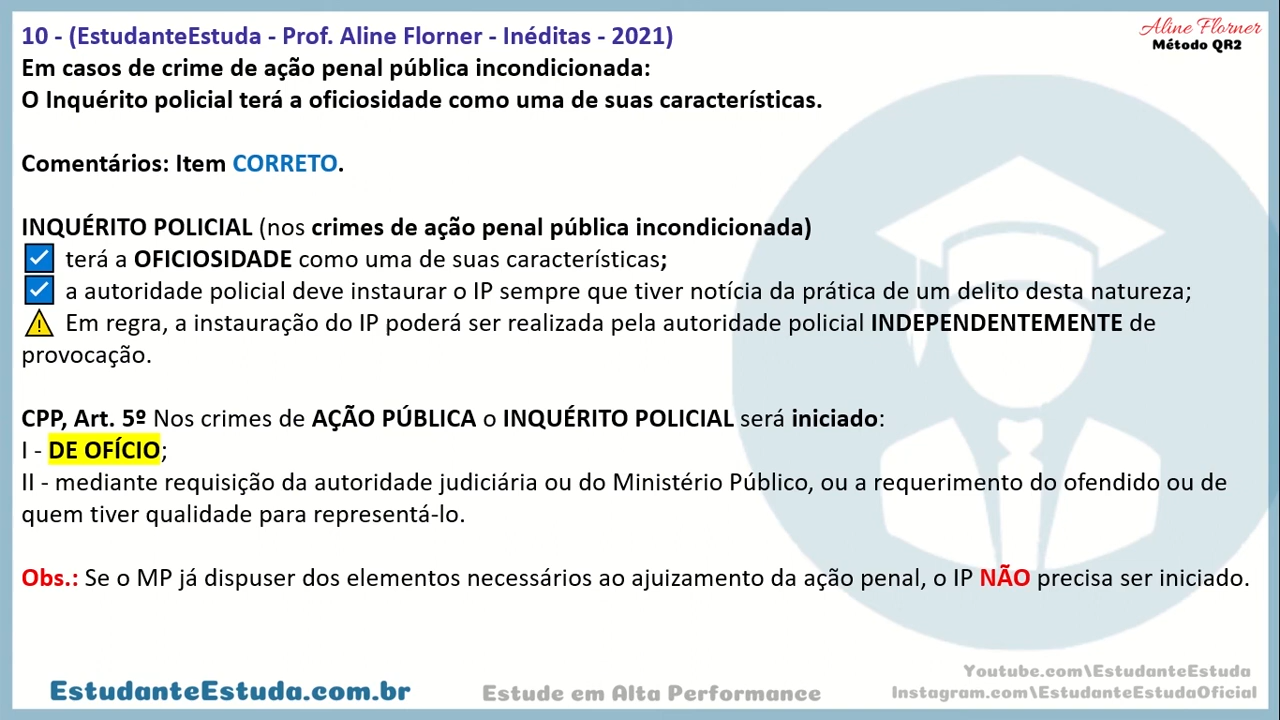 10 - (EstudanteEstuda - Prof. Aline Florner - Inéditas - 2021)
Aline Florner
Método QR2
Em casos de crime de ação penal pública incondicionada:
O Inquérito policial terá a oficiosidade como uma de suas características.
Comentários: Item CORRETO.
INQUÉRITO POLICIAL (nos crimes de ação penal pública incondicionada)
terá a OFICIOSIDADE como uma de suas características;
a autoridade policial deve instaurar o IP sempre que tiver notícia da prática de um delito desta natureza;
Em regra, a instauração do IP poderá ser realizada pela autoridade policial INDEPENDENTEMENTE de
provocação.
CPP, Art. 5º Nos crimes de AÇÃO PÚBLICA o INQUÉRITO POLICIAL será iniciado:
I - DE OFÍCIO;
II - mediante requisição da autoridade judiciária ou do Ministério Público, ou a requerimento do ofendido ou de
quem tiver qualidade para representá-lo.
Obs.: Se o MP já dispuser dos elementos necessários ao ajuizamento da ação penal, o IP NÃO precisa ser iniciado.
EstudanteEstuda.com.br
Estude em Alta Performance
Youtube.com\EstudanteEstuda
Instagram.com\EstudanteEstudaOficial